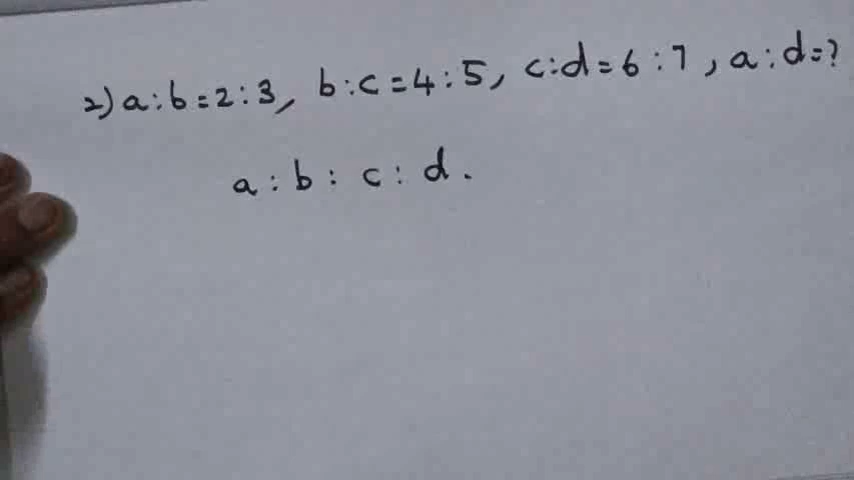 2) a:b=2:3, b:c=4:5, c:d=6:7, a:d=?
a : b : c : d.